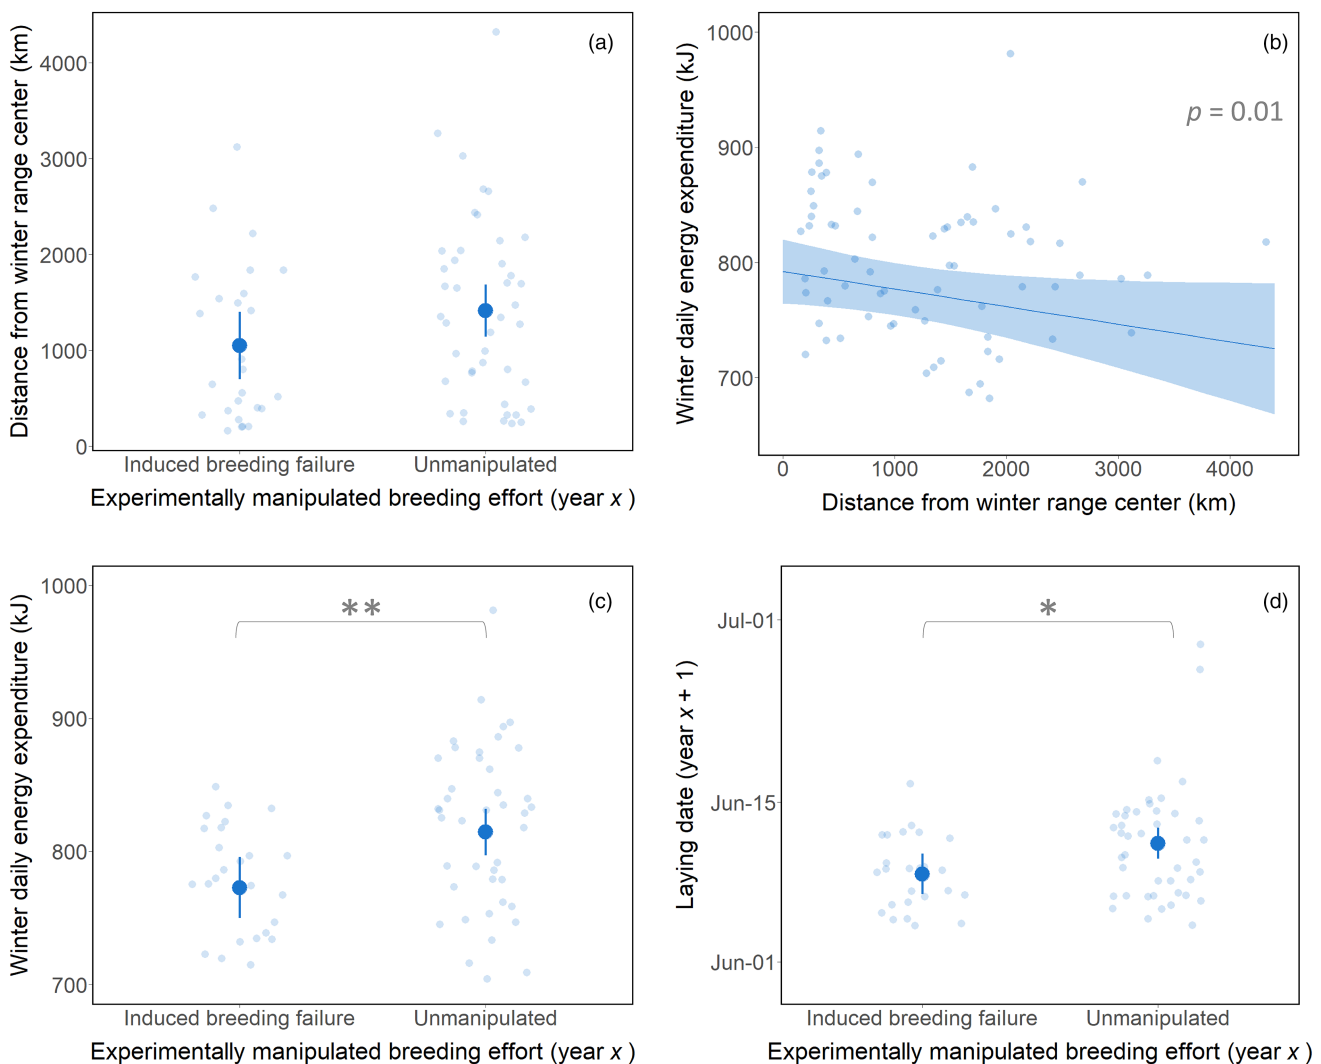 (a)
Distance from winter range center (km)
4000
3000
2000
1000
0
Induced breeding failure Unmanipulated
Experimentally manipulated breeding effort (year x )
(b)
p = 0.01
Winter daily energy expenditure (kJ)
1000
900
800
700
0 1000 2000 3000 4000
Distance from winter range center (km)
(c)
**
Winter daily energy expenditure (kJ)
1000
900
800
700
Induced breeding failure Unmanipulated
Experimentally manipulated breeding effort (year x )
(d)
*
Laying date (year x + 1)
Jul-01
Jun-15
Jun-01
Induced breeding failure Unmanipulated
Experimentally manipulated breeding effort (year x )